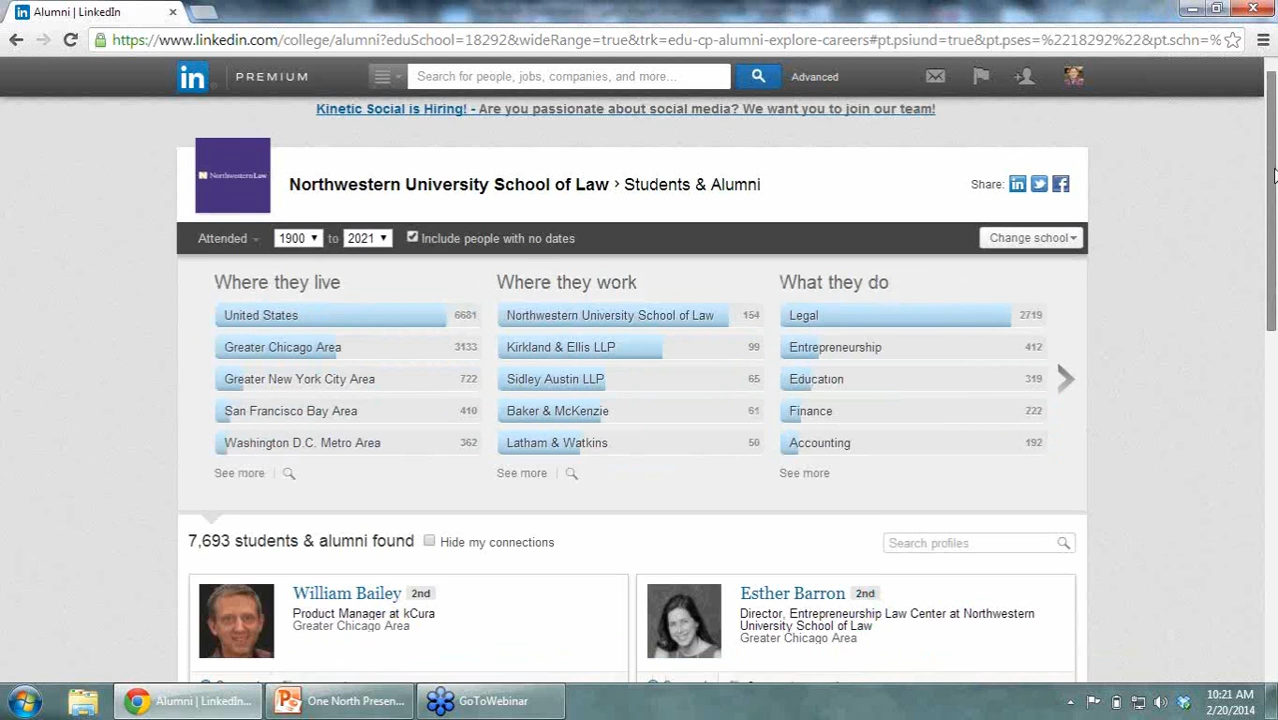 Alumni | LinkedIn
https://www.linkedin.com/college/alumni?eduSchool=18292&wideRange=true&trk=edu-cp-alumni-explore-careers#pt.psiund=true&pt.pses=%2218292%22&pt.schn=%
in PREMIUM Search for people, jobs, companies, and more... Advanced
Kinetic Social is Hiring! - Are you passionate about social media? We want you to join our team!
NorthwesternLaw
Northwestern University School of Law › Students & Alumni
Share:
Attended 1900 to 2021 Include people with no dates Change school
Where they live
United States 6681
Greater Chicago Area 3133
Greater New York City Area 722
San Francisco Bay Area 410
Washington D.C. Metro Area 362
See more
Where they work
Northwestern University School of Law 154
Kirkland & Ellis LLP 99
Sidley Austin LLP 65
Baker & McKenzie 61
Latham & Watkins 50
See more
What they do
Legal 2719
Entrepreneurship 412
Education 319
Finance 222
Accounting 192
See more
7,693 students & alumni found Hide my connections Search profiles
William Bailey 2nd
Product Manager at kCura
Greater Chicago Area
Esther Barron 2nd
Director, Entrepreneurship Law Center at Northwestern
University School of Law
Greater Chicago Area
Alumni | LinkedIn... One North Presen... GoToWebinar
10:21 AM
2/20/2014